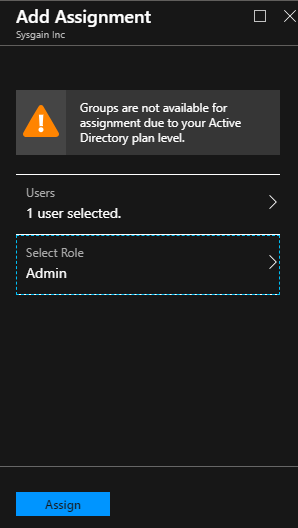 Add Assignment
Sysgain Inc
Groups are not available for
assignment due to your Active
Directory plan level.
Users
1 user selected.
Select Role
Admin
Assign